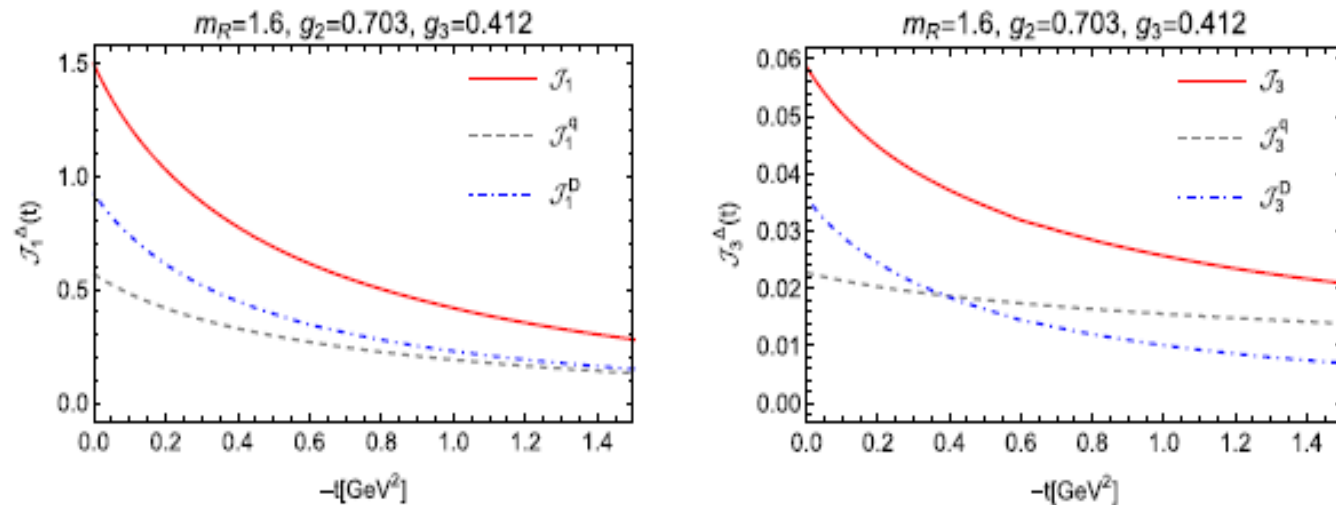 m_R=1.6, g_2=0.703, g_3=0.412
1.5
1.0
0.5
0.0
𝒥_1^Δ(t)
𝒥_1
𝒥_1^q
𝒥_1^D
0.0 0.2 0.4 0.6 0.8 1.0 1.2 1.4
−t[GeV^2]
m_R=1.6, g_2=0.703, g_3=0.412
0.06
0.05
0.04
0.03
0.02
0.01
0.00
𝒥_3^Δ(t)
𝒥_3
𝒥_3^q
𝒥_3^D
0.0 0.2 0.4 0.6 0.8 1.0 1.2 1.4
−t[GeV^2]